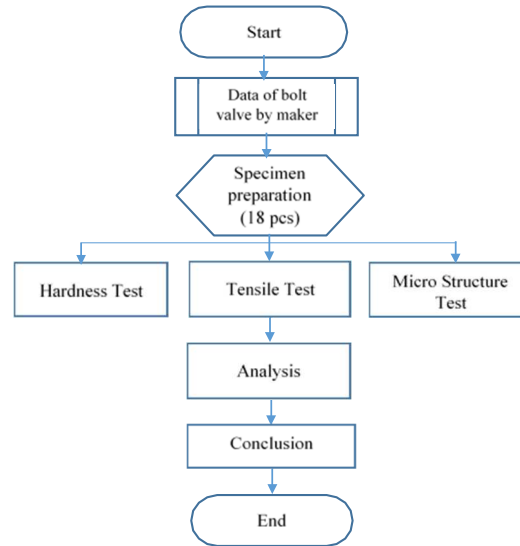 Start
Data of bolt
valve by maker
Specimen
preparation
(18 pcs)
Hardness Test
Tensile Test
Micro Structure
Test
Analysis
Conclusion
End